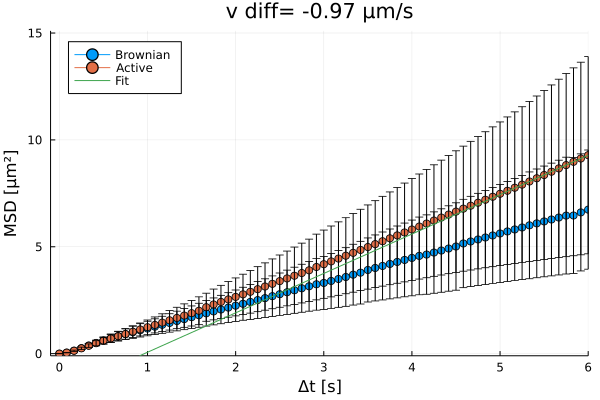 v diff= -0.97 μm/s
15
10
5
0
MSD [μm²]
Brownian
Active
Fit
0 1 2 3 4 5 6
Δt [s]